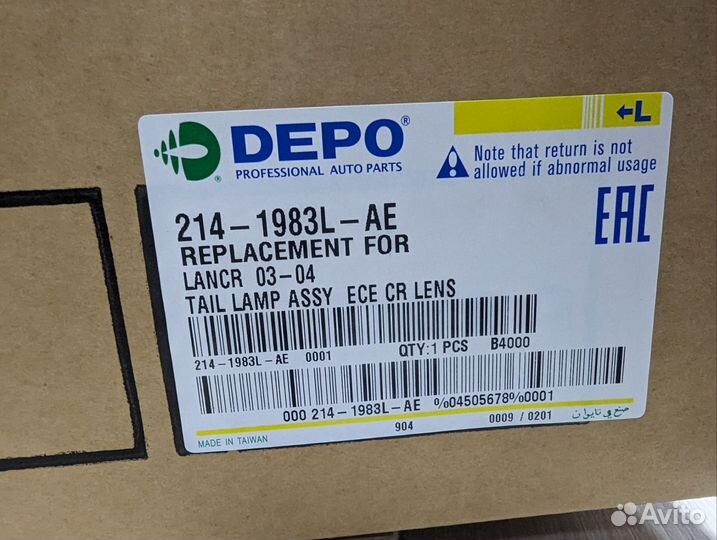 DEPO®
PROFESSIONAL AUTO PARTS
←L
Note that return is not
allowed if abnormal usage
214-1983L-AE
REPLACEMENT FOR
LANCR 03-04
TAIL LAMP ASSY ECE CR LENS
EAC
214-1983L-AE 0001
QTY:1 PCS B4000
000 214-1983L-AE %04505678%0001
MADE IN TAIWAN
904
0009 / 0201
صنع في تايوان
Avito